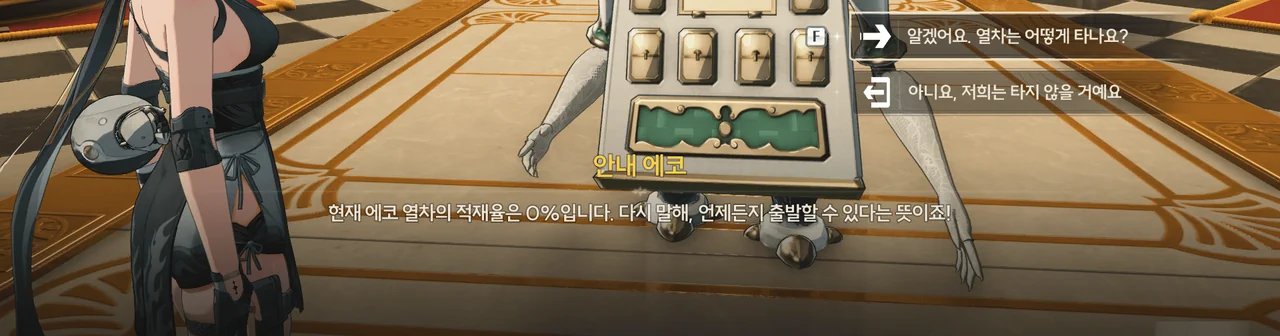 F
알겠어요. 열차는 어떻게 타나요?
아니요, 저희는 타지 않을 거예요
안내 에코
현재 에코 열차의 적재율은 0%입니다. 다시 말해, 언제든지 출발할 수 있다는 뜻이죠!